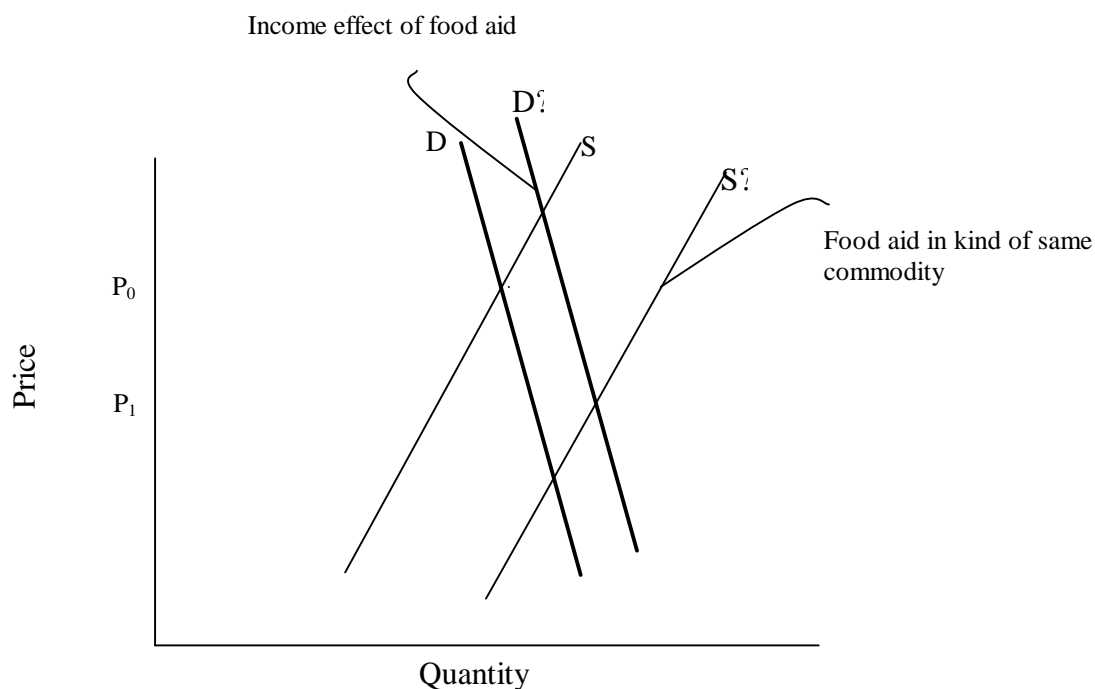 Income effect of food aid
D?
D
S
S?
Food aid in kind of same
commodity
P0
Price
P1
Quantity